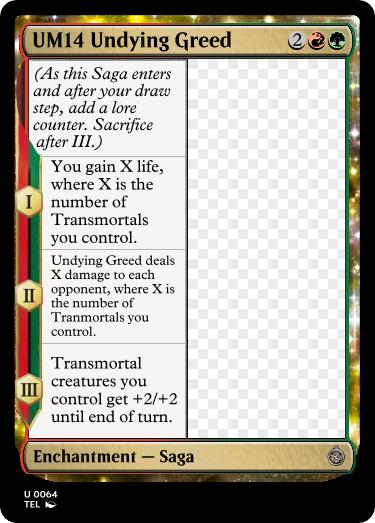 UM14 Undying Greed 2
(As this Saga enters
and after your draw
step, add a lore
counter. Sacrifice
after III.)
I
You gain X life,
where X is the
number of
Transmortals
you control.
II
Undying Greed deals
X damage to each
opponent, where X is
the number of
Tranmortals you
control.
III
Transmortal
creatures you
control get +2/+2
until end of turn.
Enchantment — Saga
U 0064
TEL